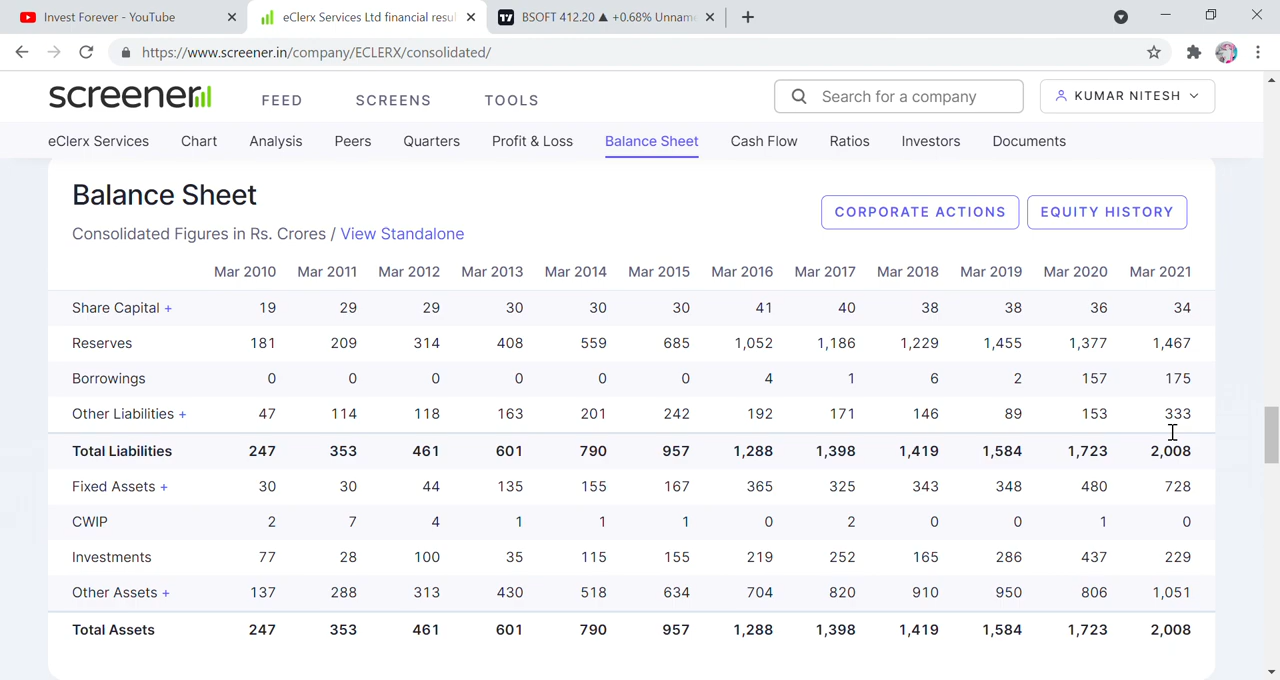 Invest Forever - YouTube
eClerx Services Ltd financial resul
BSOFT 412.20 ▲ +0.68% Unnam
https://www.screener.in/company/ECLERX/consolidated/
screener
FEED
SCREENS
TOOLS
Search for a company
KUMAR NITESH
eClerx Services Chart Analysis Peers Quarters Profit & Loss Balance Sheet Cash Flow Ratios Investors Documents
Balance Sheet
CORPORATE ACTIONS
EQUITY HISTORY
Consolidated Figures in Rs. Crores / View Standalone
Mar 2010 Mar 2011 Mar 2012 Mar 2013 Mar 2014 Mar 2015 Mar 2016 Mar 2017 Mar 2018 Mar 2019 Mar 2020 Mar 2021
Share Capital + 19 29 29 30 30 30 41 40 38 38 36 34
Reserves 181 209 314 408 559 685 1,052 1,186 1,229 1,455 1,377 1,467
Borrowings 0 0 0 0 0 0 4 1 6 2 157 175
Other Liabilities + 47 114 118 163 201 242 192 171 146 89 153 333
Total Liabilities 247 353 461 601 790 957 1,288 1,398 1,419 1,584 1,723 2,008
Fixed Assets + 30 30 44 135 155 167 365 325 343 348 480 728
CWIP 2 7 4 1 1 1 0 2 0 0 1 0
Investments 77 28 100 35 115 155 219 252 165 286 437 229
Other Assets + 137 288 313 430 518 634 704 820 910 950 806 1,051
Total Assets 247 353 461 601 790 957 1,288 1,398 1,419 1,584 1,723 2,008